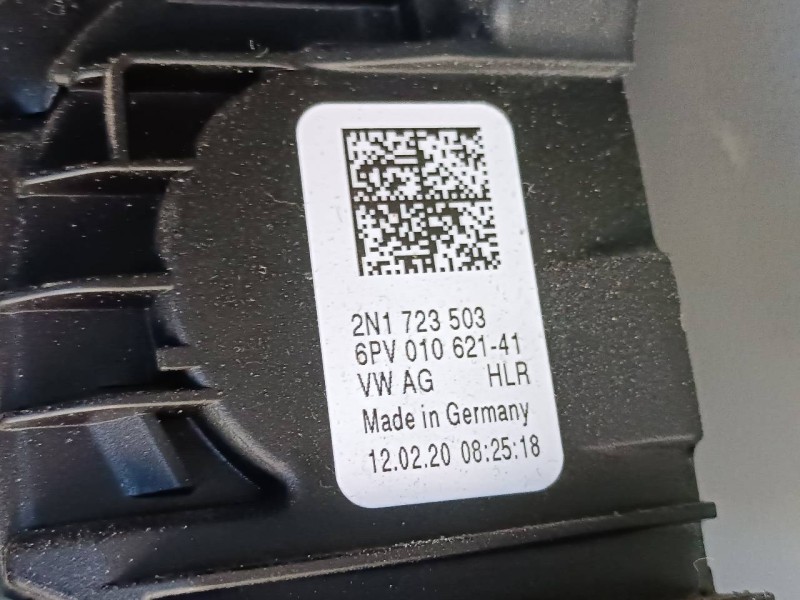 2N1 723 503
6PV 010 621-41
VW AG HLR
Made in Germany
12.02.20 08:25:18